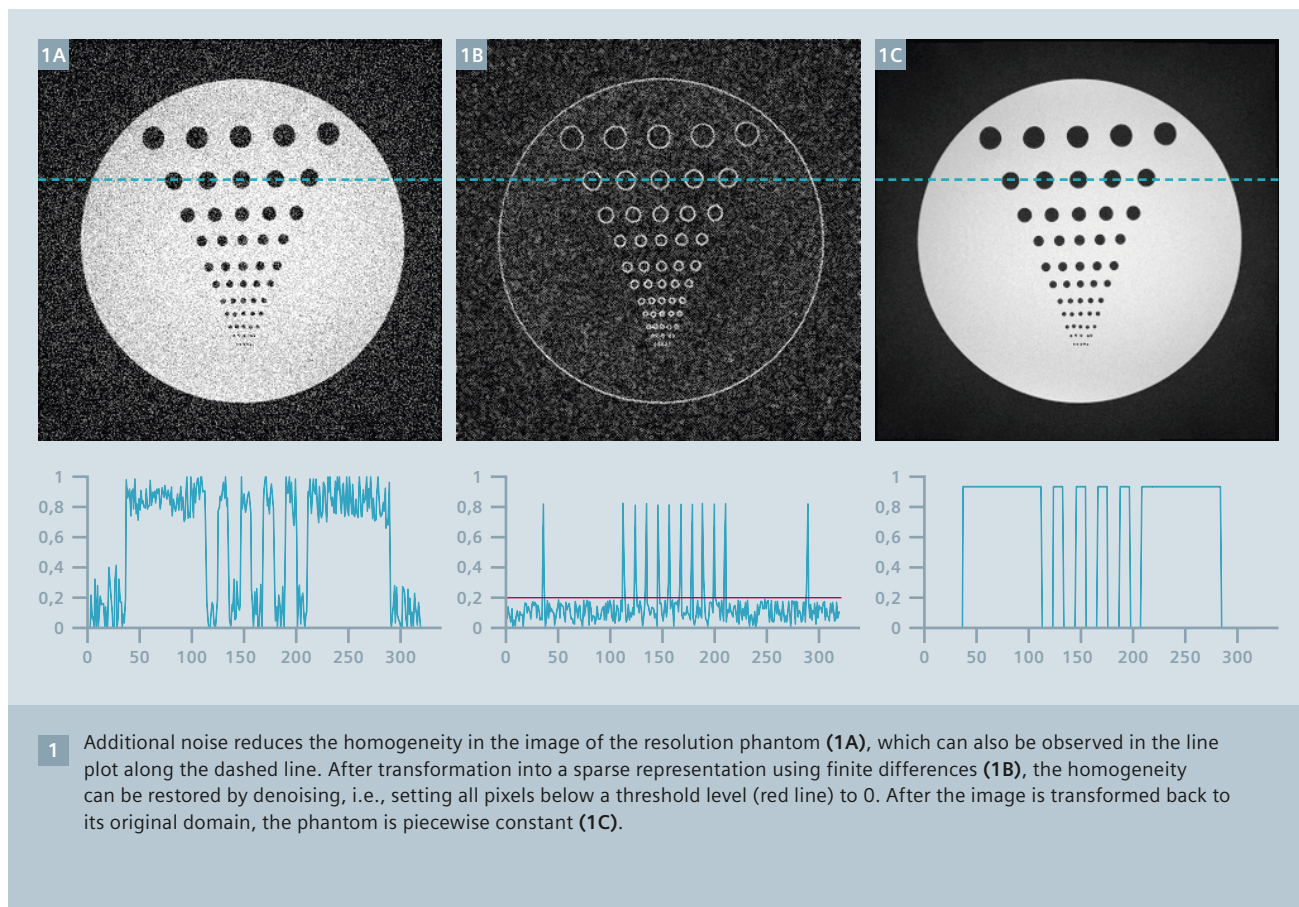 1A 1B 1C
1 1 1
0,8 0,8 0,8
0,6 0,6 0,6
0,4 0,4 0,4
0,2 0,2 0,2
0 0 0
0 50 100 150 200 250 300 0 50 100 150 200 250 300 0 50 100 150 200 250 300
1 Additional noise reduces the homogeneity in the image of the resolution phantom (1A), which can also be observed in the line
plot along the dashed line. After transformation into a sparse representation using finite differences (1B), the homogeneity
can be restored by denoising, i.e., setting all pixels below a threshold level (red line) to 0. After the image is transformed back to
its original domain, the phantom is piecewise constant (1C).